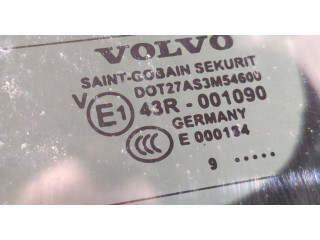 VOLVO
SAINT-GOBAIN SEKURIT
DOT27AS3M54600
V E1 43R - 001090
GERMANY
CCC E 000134
9 .....